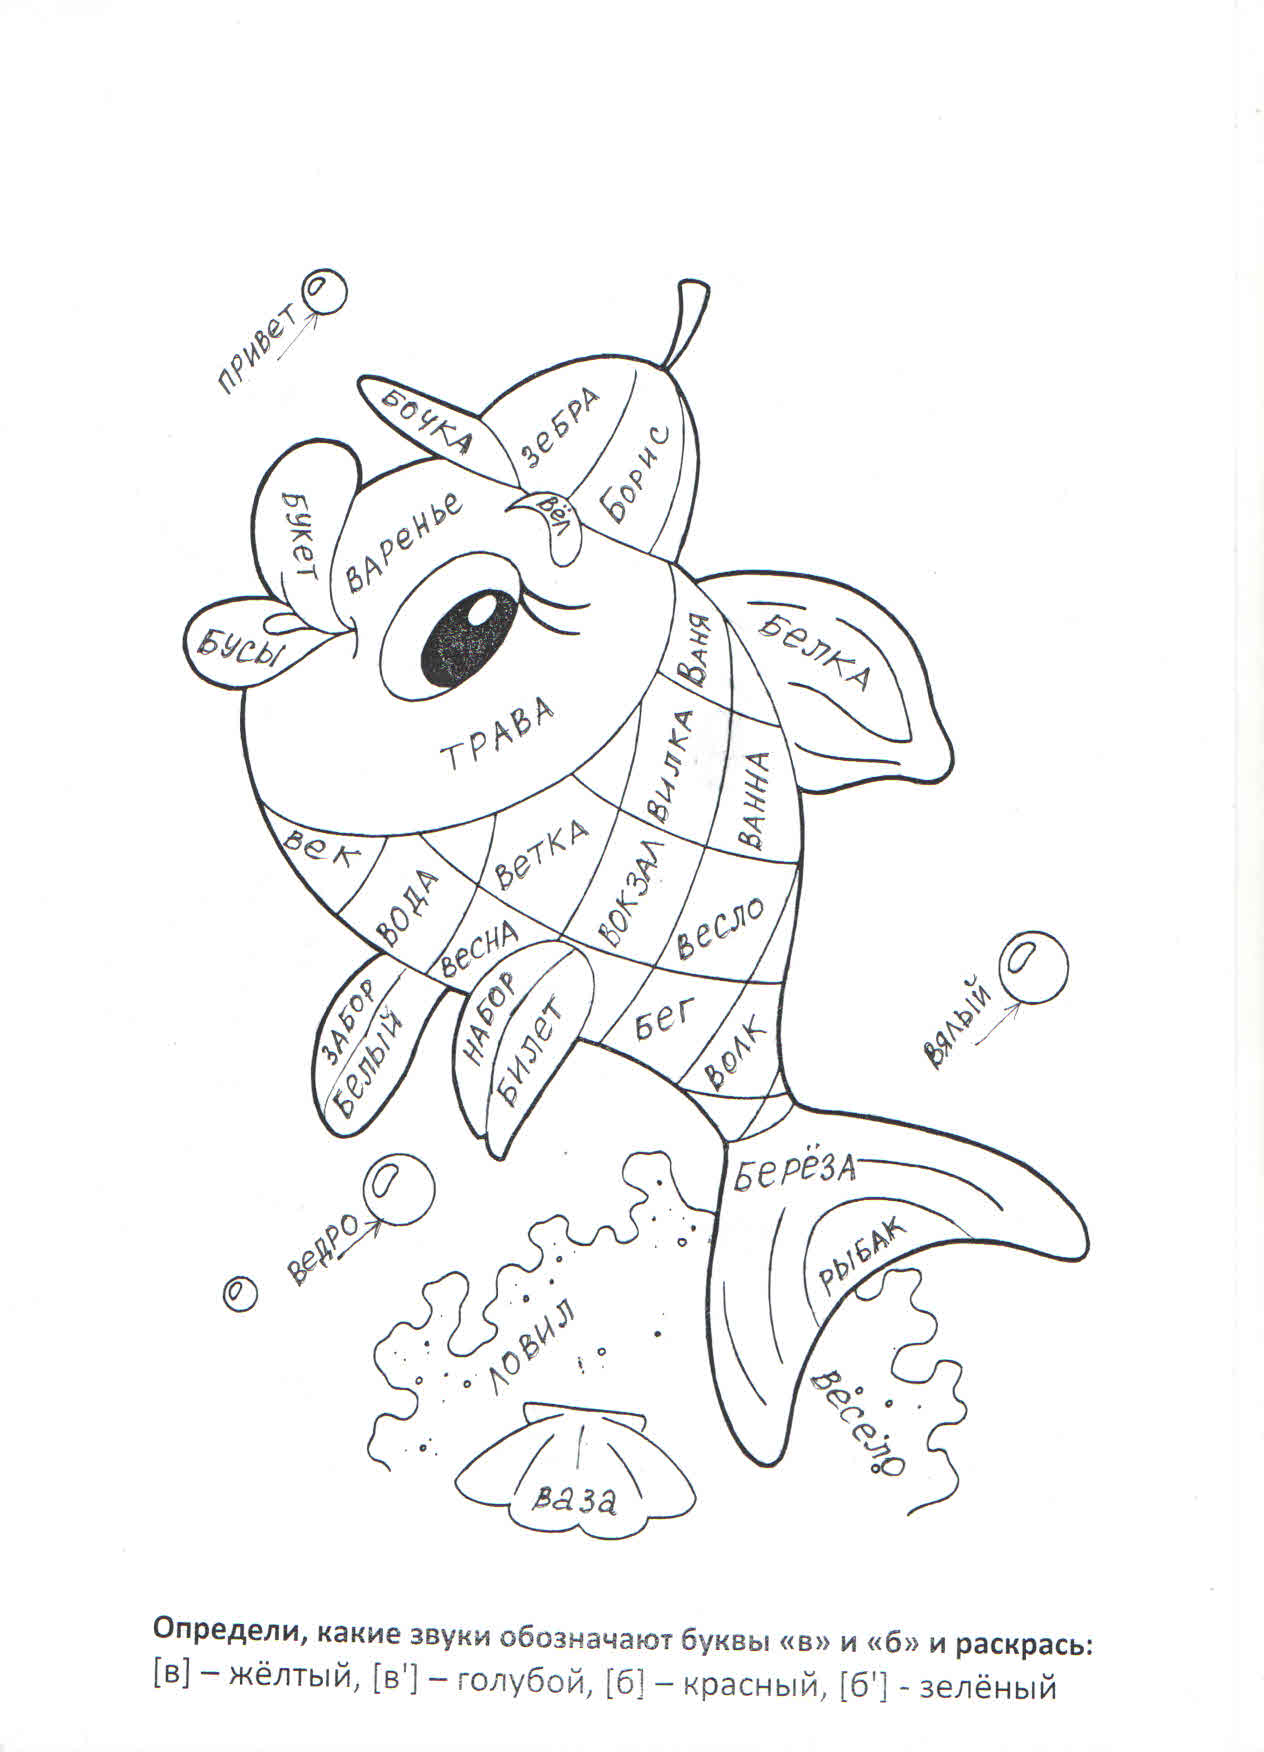 ПРИВЕТ
БОЧКА
ЗЕБРА
БОРИС
БУКЕТ
ВАРЕНЬЕ
ВЁЛ
БУСЫ
ВАНЯ
БЕЛКА
ТРАВА
ВИЛКА
ВАННА
ВЕК
ВОДА
ВЕТКА
ВОКЗАЛ
ВЕСЛО
ВЕСНА
ЗАБОР
БЕЛЫЙ
НАБОР
БИЛЕТ
БЕГ
ВОЛК
ВЯЛЫЙ
БЕРЁЗА
РЫБАК
ВЕДРО
ЛОВИЛ
ВЕСЕЛО
ваза
Определи, какие звуки обозначают буквы «в» и «б» и раскрась:
[в] – жёлтый, [в'] – голубой, [б] – красный, [б'] - зелёный